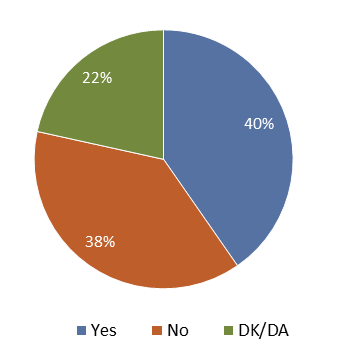 22%
40%
38%
Yes No DK/DA